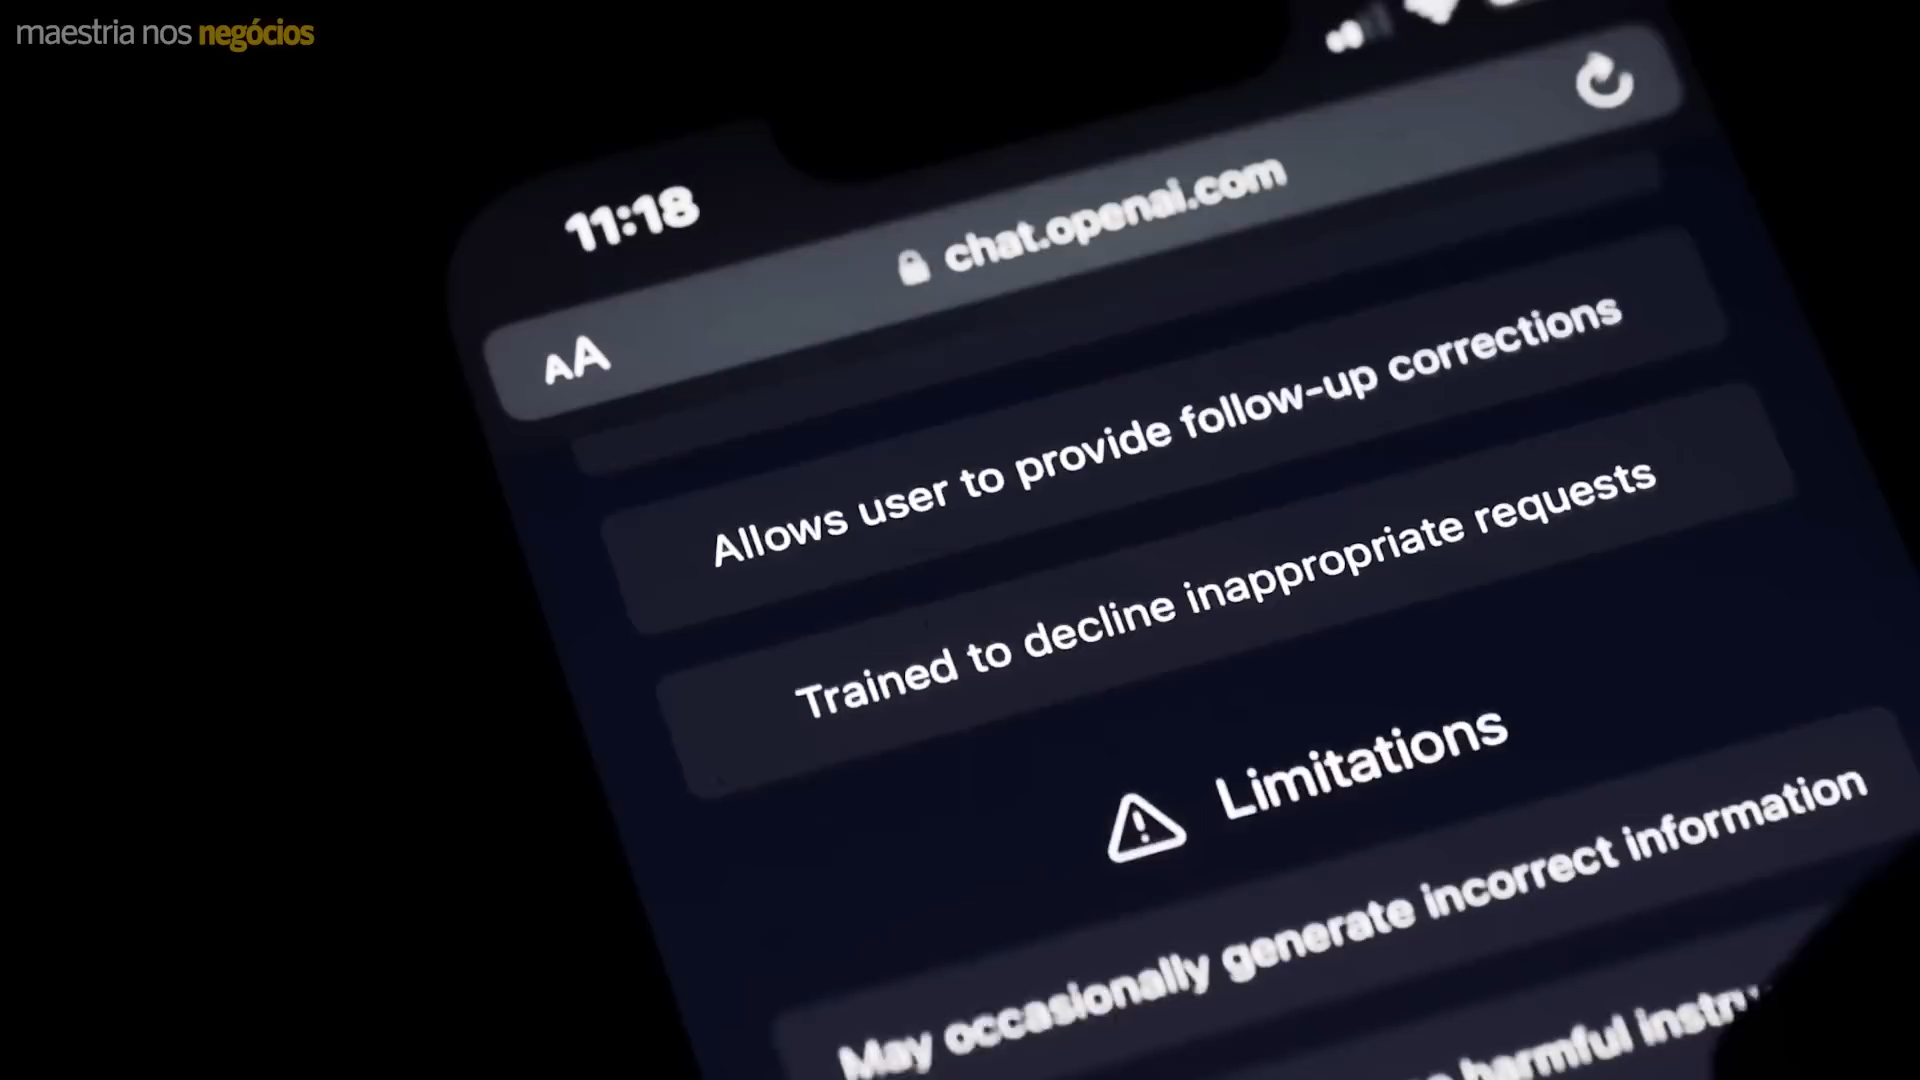 maestria nos negócios
11:18
AA
chat.openai.com
Allows user to provide follow-up corrections
Trained to decline inappropriate requests
Limitations
May occasionally generate incorrect information
harmful